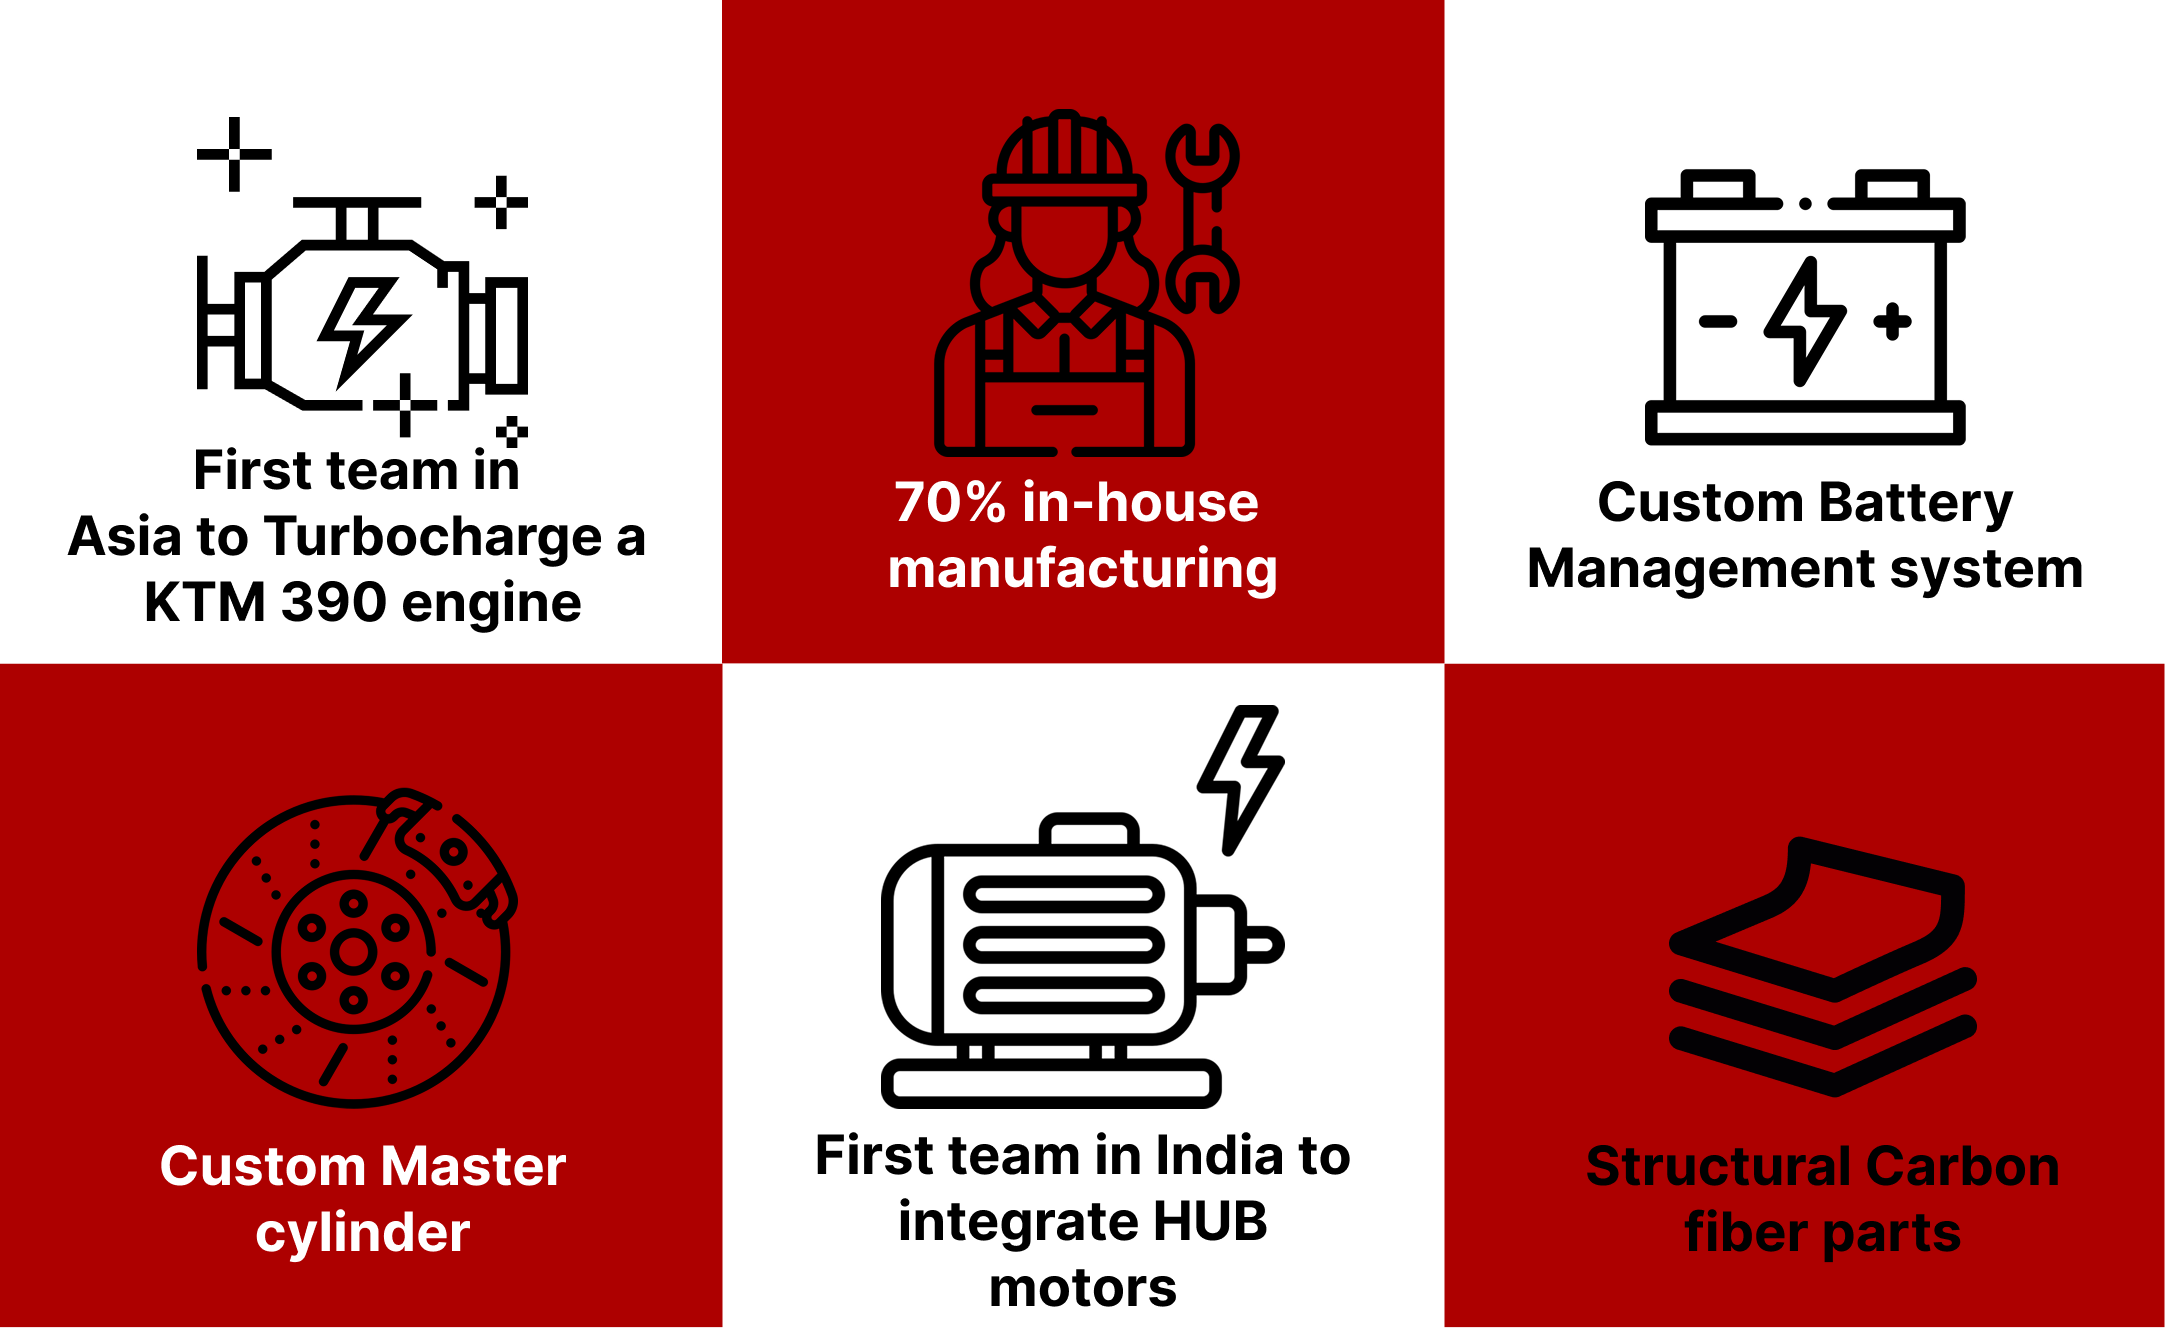 First team in
Asia to Turbocharge a
KTM 390 engine
70% in-house
manufacturing
Custom Battery
Management system
Custom Master
cylinder
First team in India to
integrate HUB
motors
Structural Carbon
fiber parts